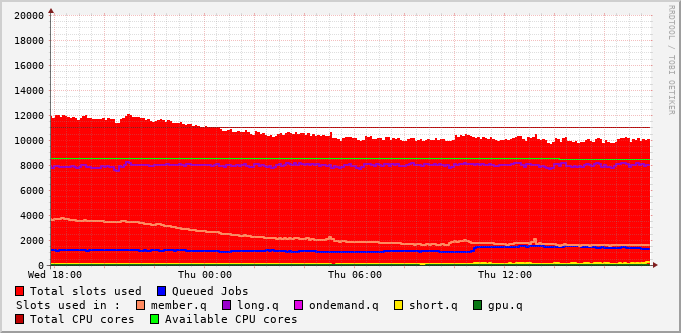 20000
18000
16000
14000
12000
10000
8000
6000
4000
2000
0
Wed 18:00 Thu 00:00 Thu 06:00 Thu 12:00
Total slots used Queued Jobs
Slots used in : member.q long.q ondemand.q short.q gpu.q
Total CPU cores Available CPU cores
RRDTOOL / TOBI OETIKER